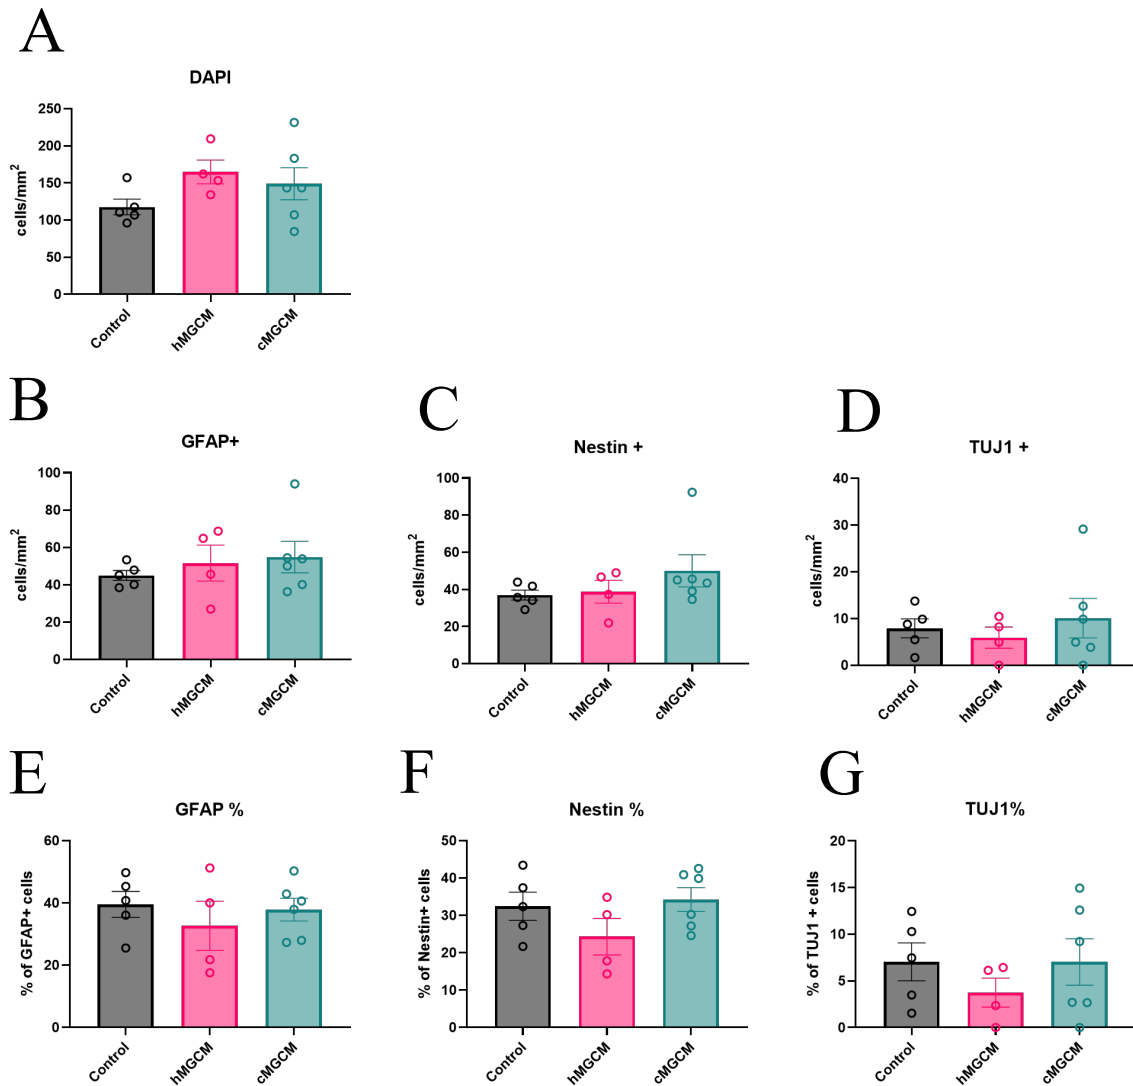 A
DAPI
cells/mm2
250
200
150
100
50
0
Control
hMGCM
cMGCM
B
GFAP+
cells/mm2
100
80
60
40
20
0
Control
hMGCM
cMGCM
C
Nestin +
cells/mm2
100
80
60
40
20
0
Control
hMGCM
cMGCM
D
TUJ1 +
cells/mm2
40
30
20
10
0
Control
hMGCM
cMGCM
E
GFAP %
% of GFAP+ cells
60
40
20
0
Control
hMGCM
cMGCM
F
Nestin %
% of Nestin+ cells
50
40
30
20
10
0
Control
hMGCM
cMGCM
G
TUJ1%
% of TUJ1 + cells
20
15
10
5
0
Control
hMGCM
cMGCM